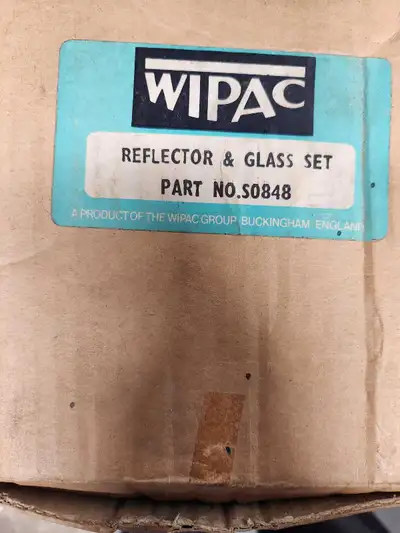 WIPAC
REFLECTOR & GLASS SET
PART NO.S0848
A PRODUCT OF THE WIPAC GROUP BUCKINGHAM ENGLAND